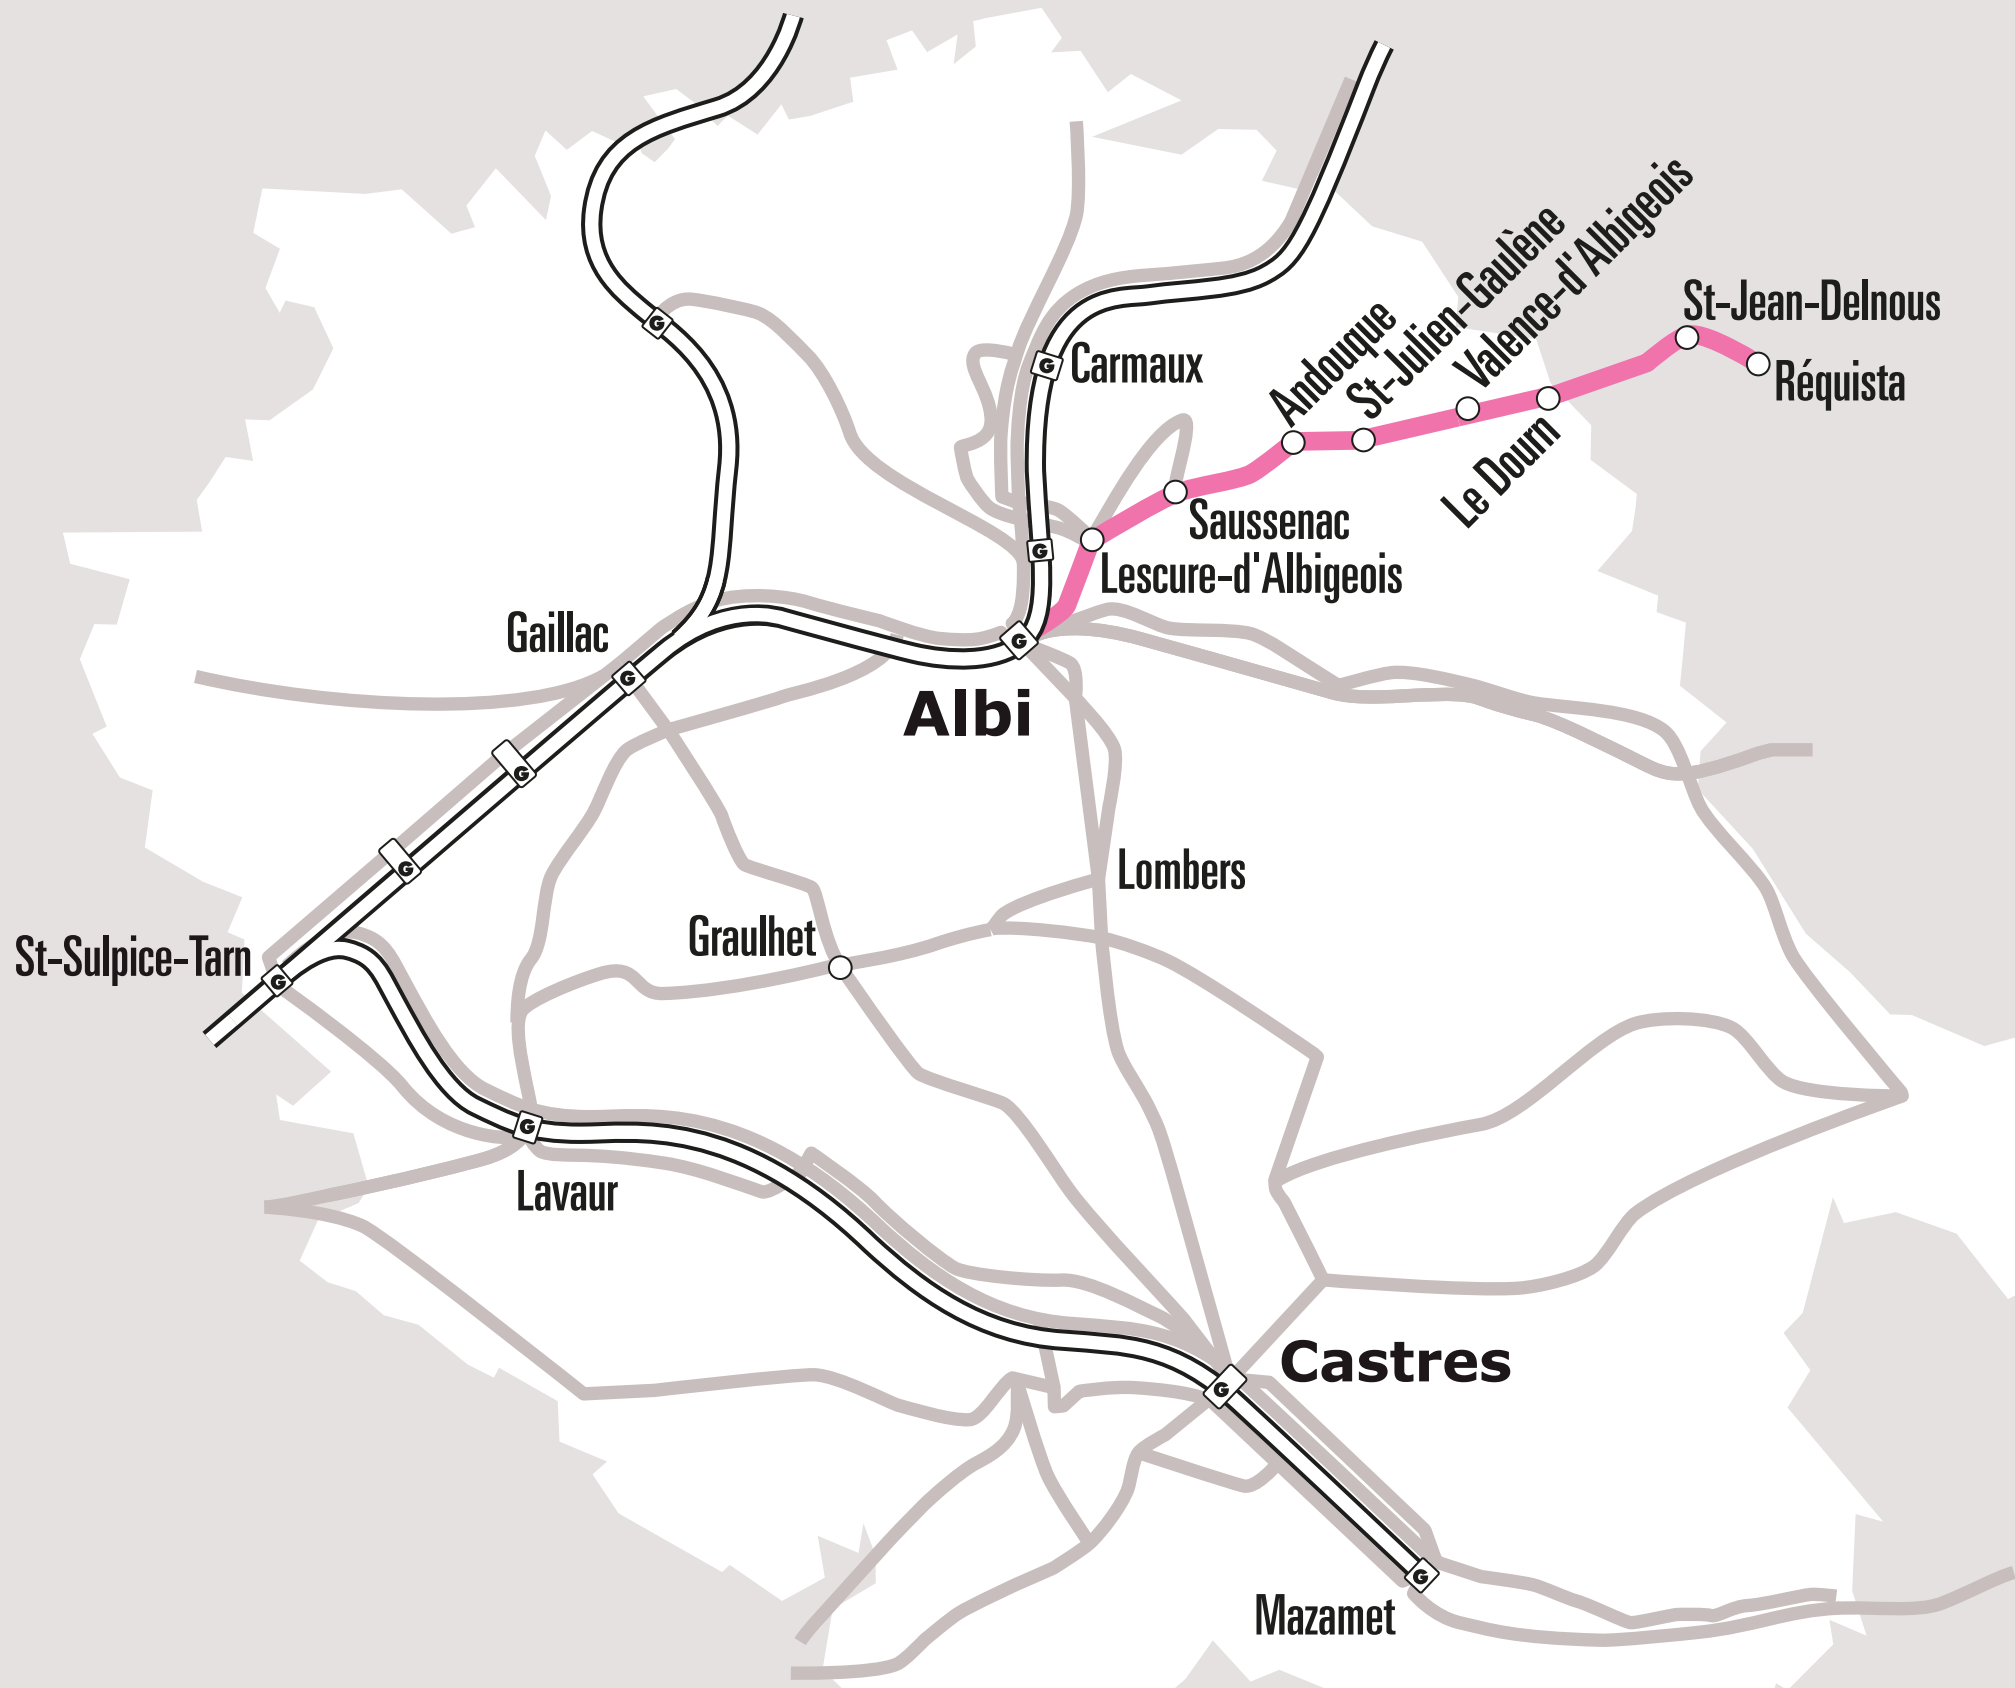 St-Jean-Delnous
Réquista
Valence-d'Albigeois
St-Julien-Gaulène
Andouque
Le Dourn
Carmaux
G
G
G
Saussenac
Lescure-d'Albigeois
Gaillac
G
G
Albi
G
G
Lombers
Graulhet
St-Sulpice-Tarn
G
G
Lavaur
Castres
G
G
Mazamet